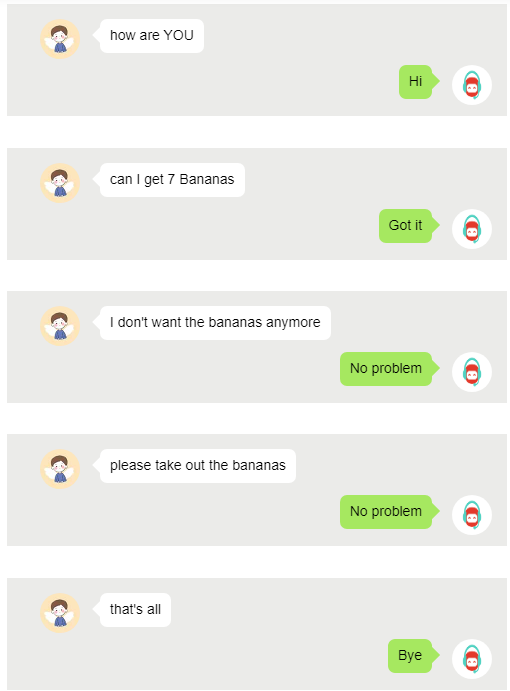 how are YOU
Hi
can I get 7 Bananas
Got it
I don't want the bananas anymore
No problem
please take out the bananas
No problem
that's all
Bye